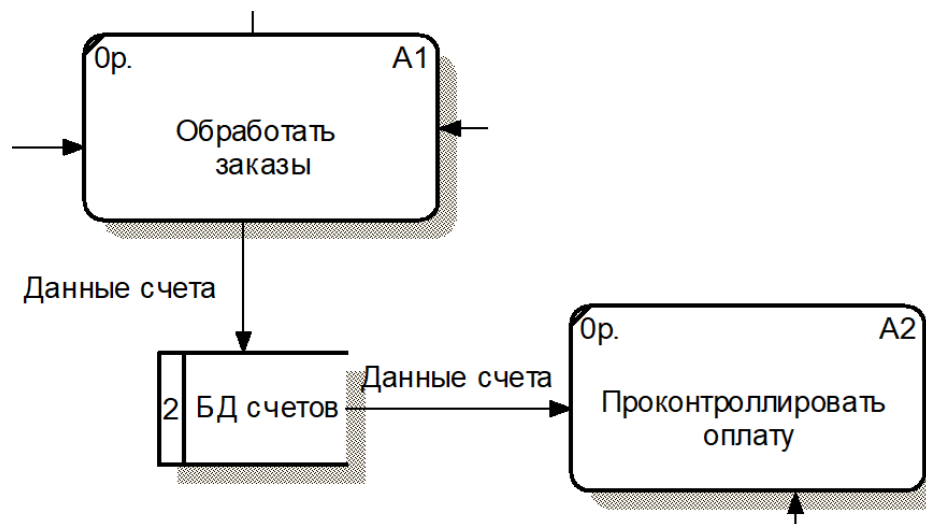 0р. A1
Обработать
заказы
Данные счета
0р. A2
Данные счета
2 БД счетов
Проконтроллировать
оплату